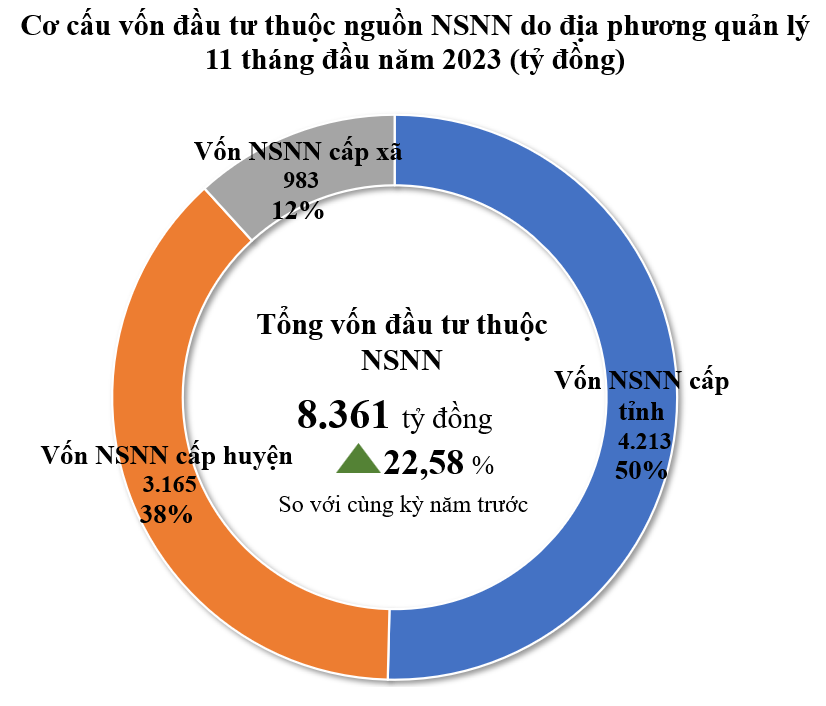 Cơ cấu vốn đầu tư thuộc nguồn NSNN do địa phương quản lý
11 tháng đầu năm 2023 (tỷ đồng)
Vốn NSNN cấp xã
983
12%
Tổng vốn đầu tư thuộc
NSNN
8.361 tỷ đồng
22,58 %
So với cùng kỳ năm trước
Vốn NSNN cấp
tỉnh
4.213
50%
Vốn NSNN cấp huyện
3.165
38%